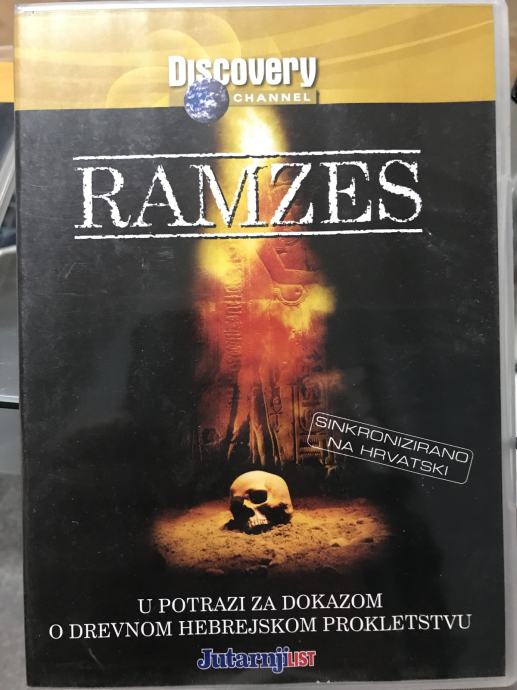 Discovery
CHANNEL
RAMZES
SINKRONIZIRANO
NA HRVATSKI
U POTRAZI ZA DOKAZOM
O DREVNOM HEBREJSKOM PROKLETSTVU
Jutarnji LIST